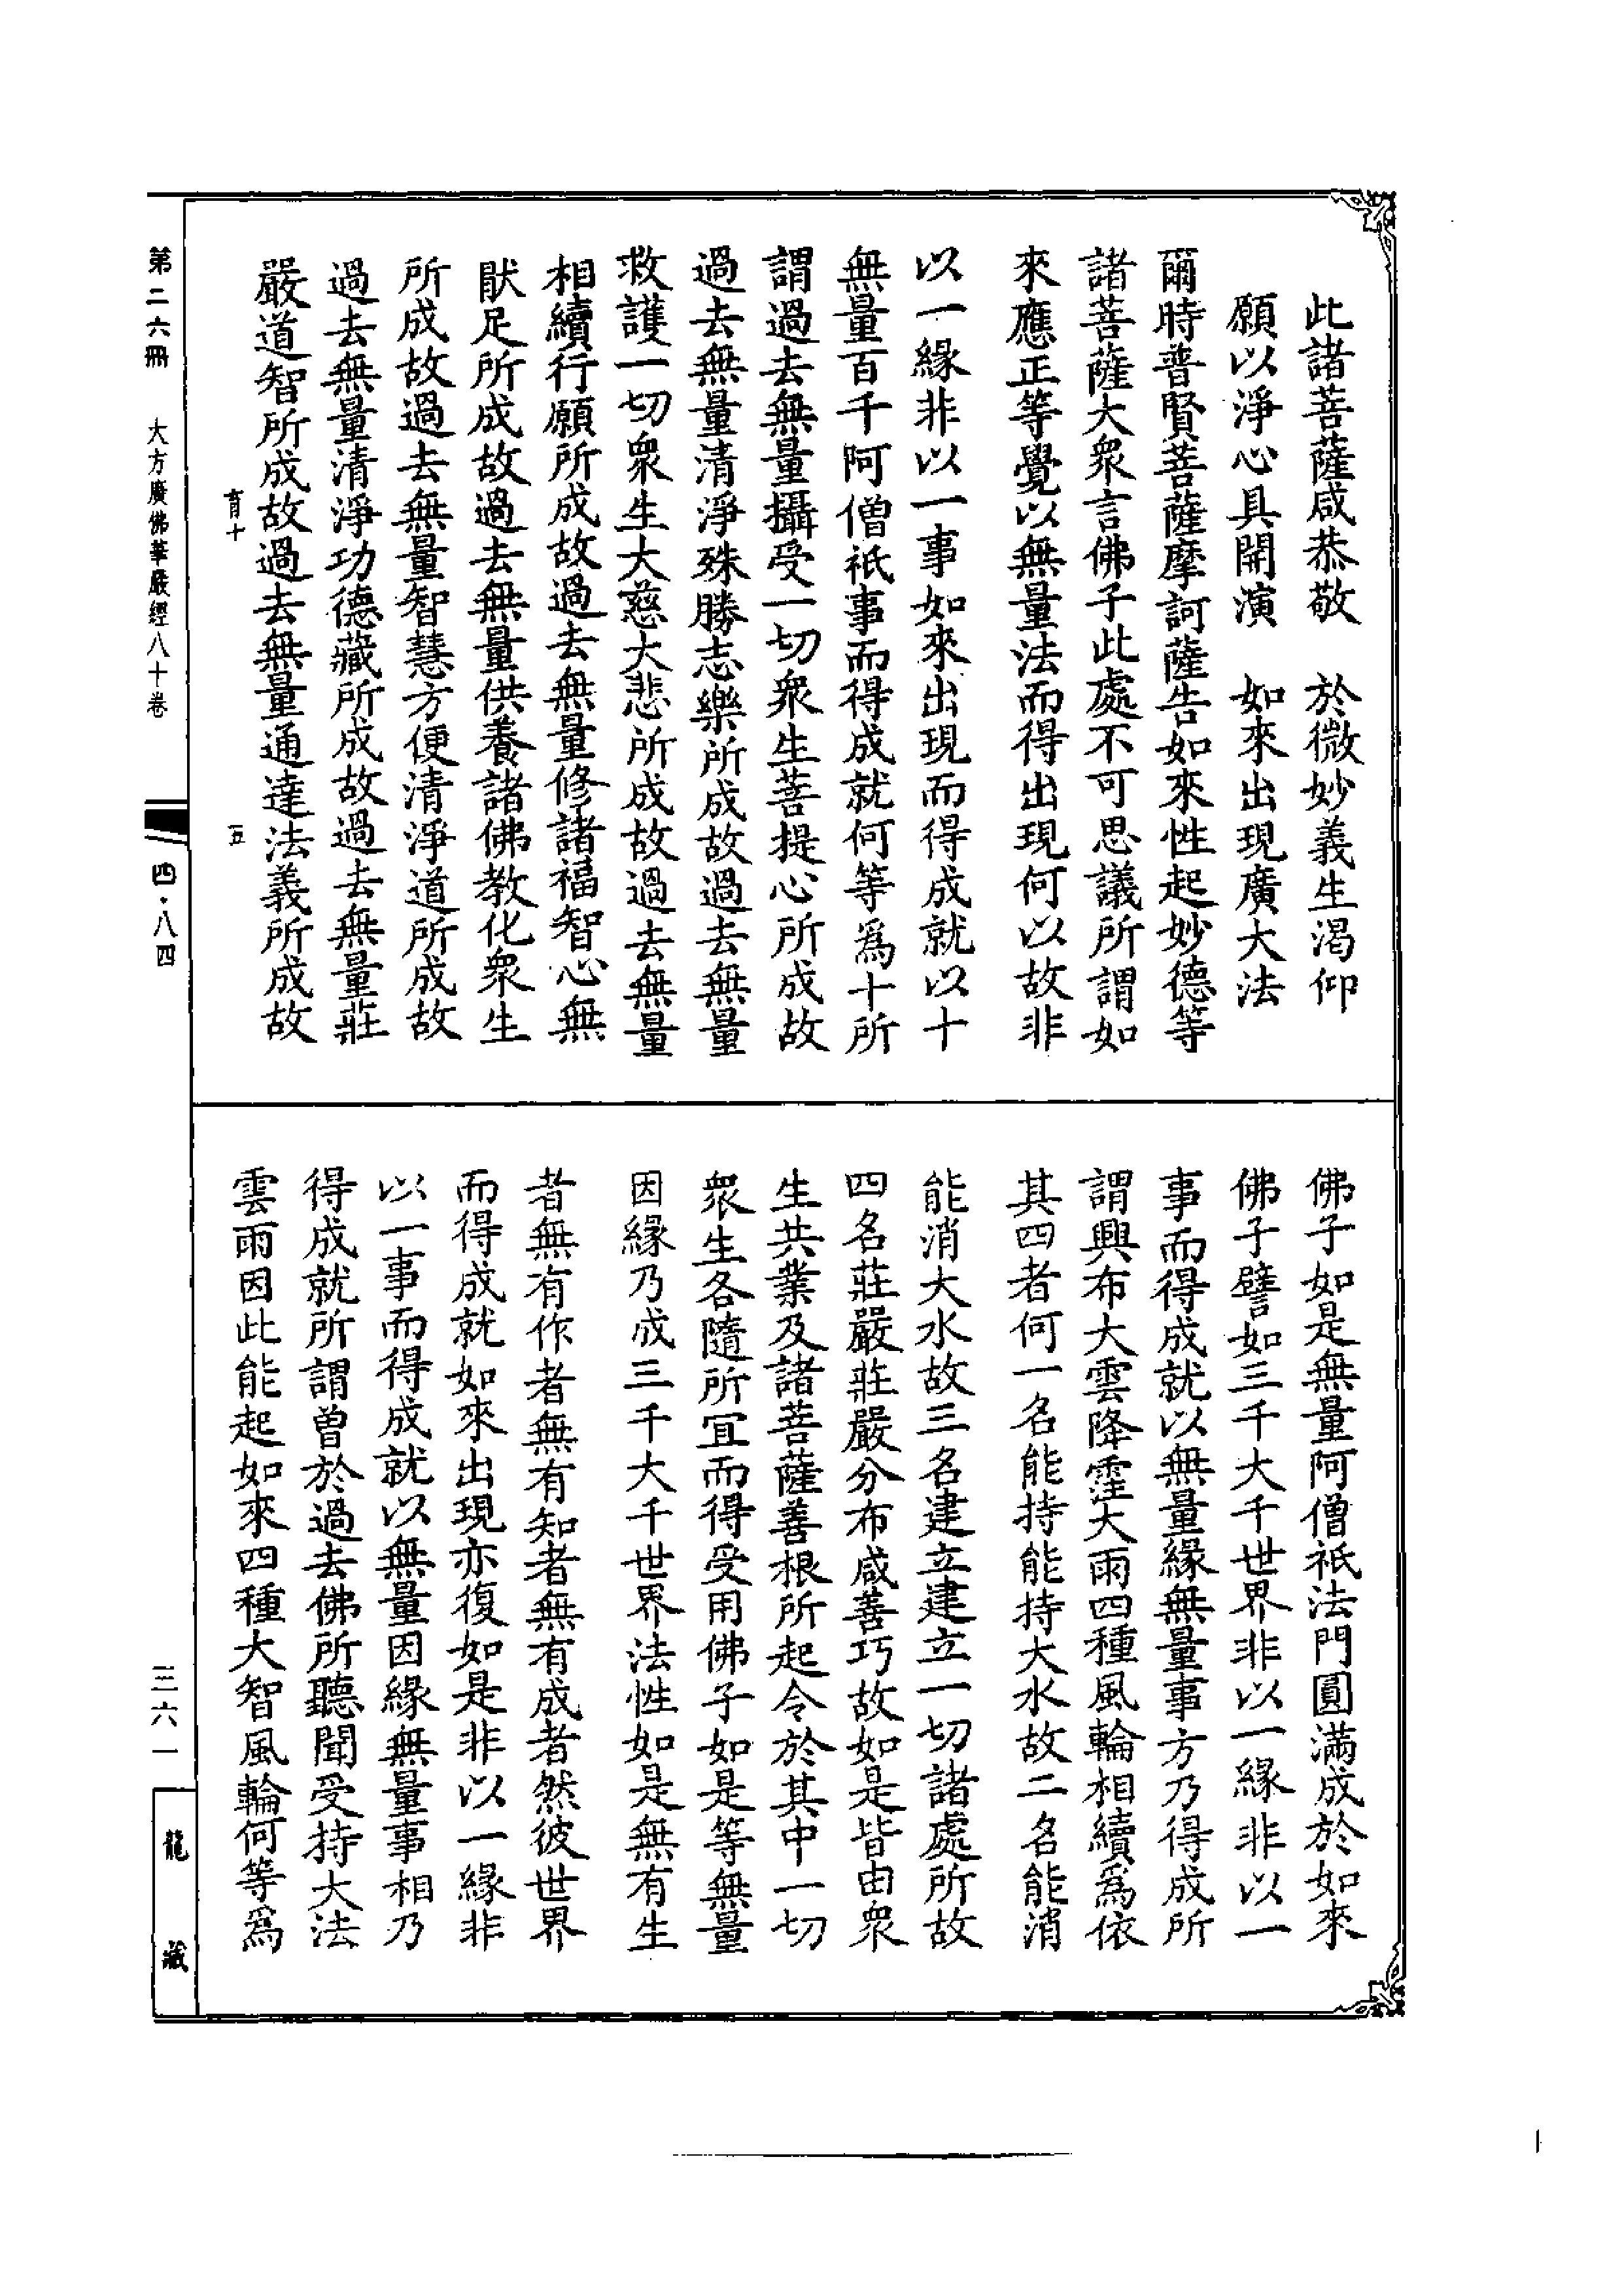 此諸菩薩咸恭敬　於微妙義生渴仰
願以淨心具開演　如來出現廣大法
爾時普賢菩薩摩訶薩告如來性起妙德等
諸菩薩大衆言佛子此處不可思議所謂如
來應正等覺以無量法而得出現何以故非
以一緣非以一事如來出現而得成就以十
無量百千阿僧祇事而得成就何等爲十所
謂過去無量攝受一切衆生菩提心所成故
過去無量清淨殊勝志樂所成故過去無量
救護一切衆生大慈大悲所成故過去無量
相續行願所成故過去無量修諸福智心無
猒足所成故過去無量供養諸佛教化衆生
所成故過去無量智慧方便清淨道所成故
過去無量清淨功德藏所成故過去無量莊
嚴道智所成故過去無量通達法義所成故
育十　五
佛子如是無量阿僧祇法門圓滿成於如來
佛子譬如三千大千世界非以一緣非以一
事而得成就以無量緣無量事方乃得成所
謂興布大雲降霔大雨四種風輪相續爲依
其四者何一名能持能持大水故二名能消
能消大水故三名建立建立一切諸處所故
四名莊嚴莊嚴分布咸善巧故如是皆由衆
生共業及諸菩薩善根所起令於其中一切
衆生各隨所宜而得受用佛子如是等無量
因緣乃成三千大千世界法性如是無有生
者無有作者無有知者無有成者然彼世界
而得成就如來出現亦復如是非以一緣非
以一事而得成就以無量因緣無量事相乃
得成就所謂曾於過去佛所聽聞受持大法
雲雨因此能起如來四種大智風輪何等爲
第二六冊　大方廣佛華嚴經八十卷　四·八四　三六一　龍藏